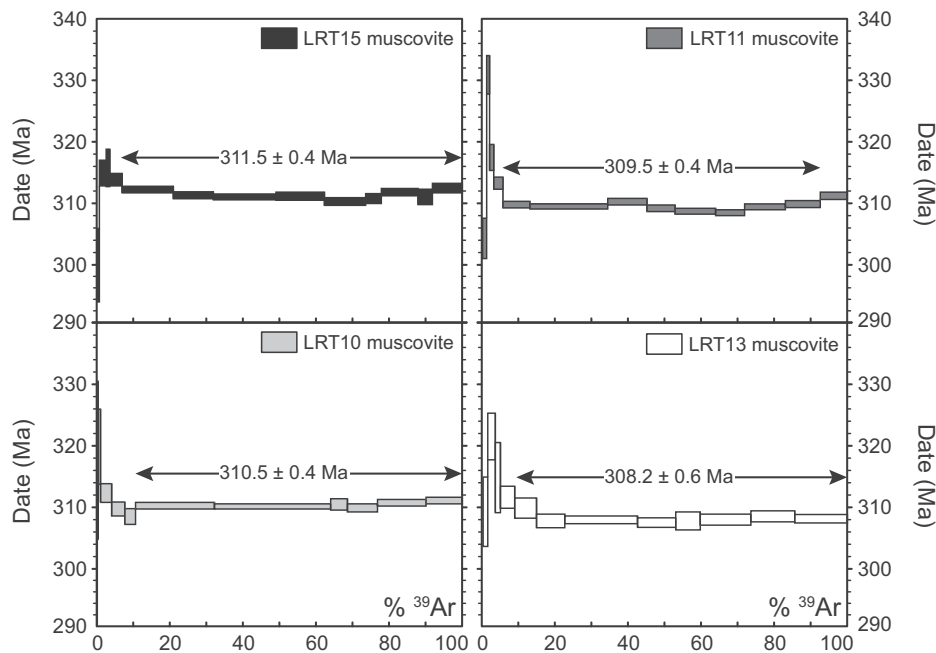 340
330
320
310
300
290
Date (Ma)
LRT15 muscovite
311.5 ± 0.4 Ma
LRT11 muscovite
309.5 ± 0.4 Ma
340
330
320
310
300
290
Date (Ma)
330
320
310
300
290
Date (Ma)
LRT10 muscovite
310.5 ± 0.4 Ma
% ³⁹Ar
0 20 40 60 80 100
LRT13 muscovite
308.2 ± 0.6 Ma
% ³⁹Ar
0 20 40 60 80 100
330
320
310
300
290
Date (Ma)